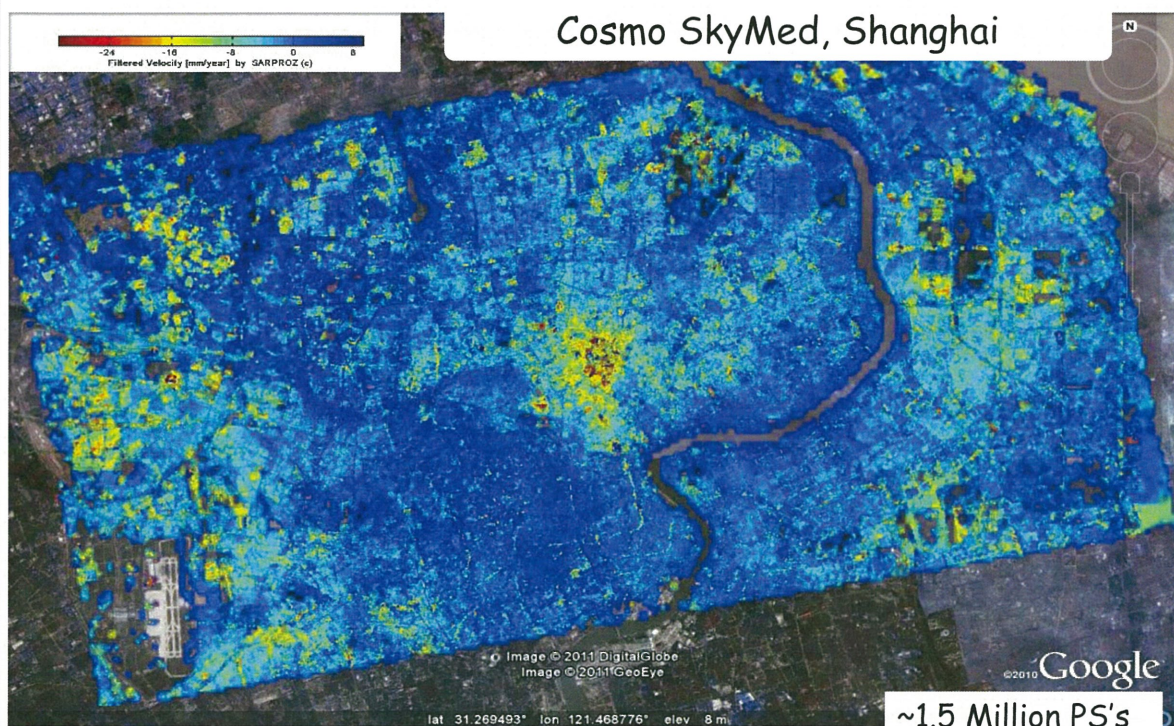 Cosmo SkyMed, Shanghai
N
-24 -16 -8 0 8
Filtered Velocity [mm/year] by SARPROZ (c)
Image © 2011 DigitalGlobe
Image © 2011 GeoEye
©2010 Google
lat 31.269493° lon 121.468776° elev 8 m
~1.5 Million PS's